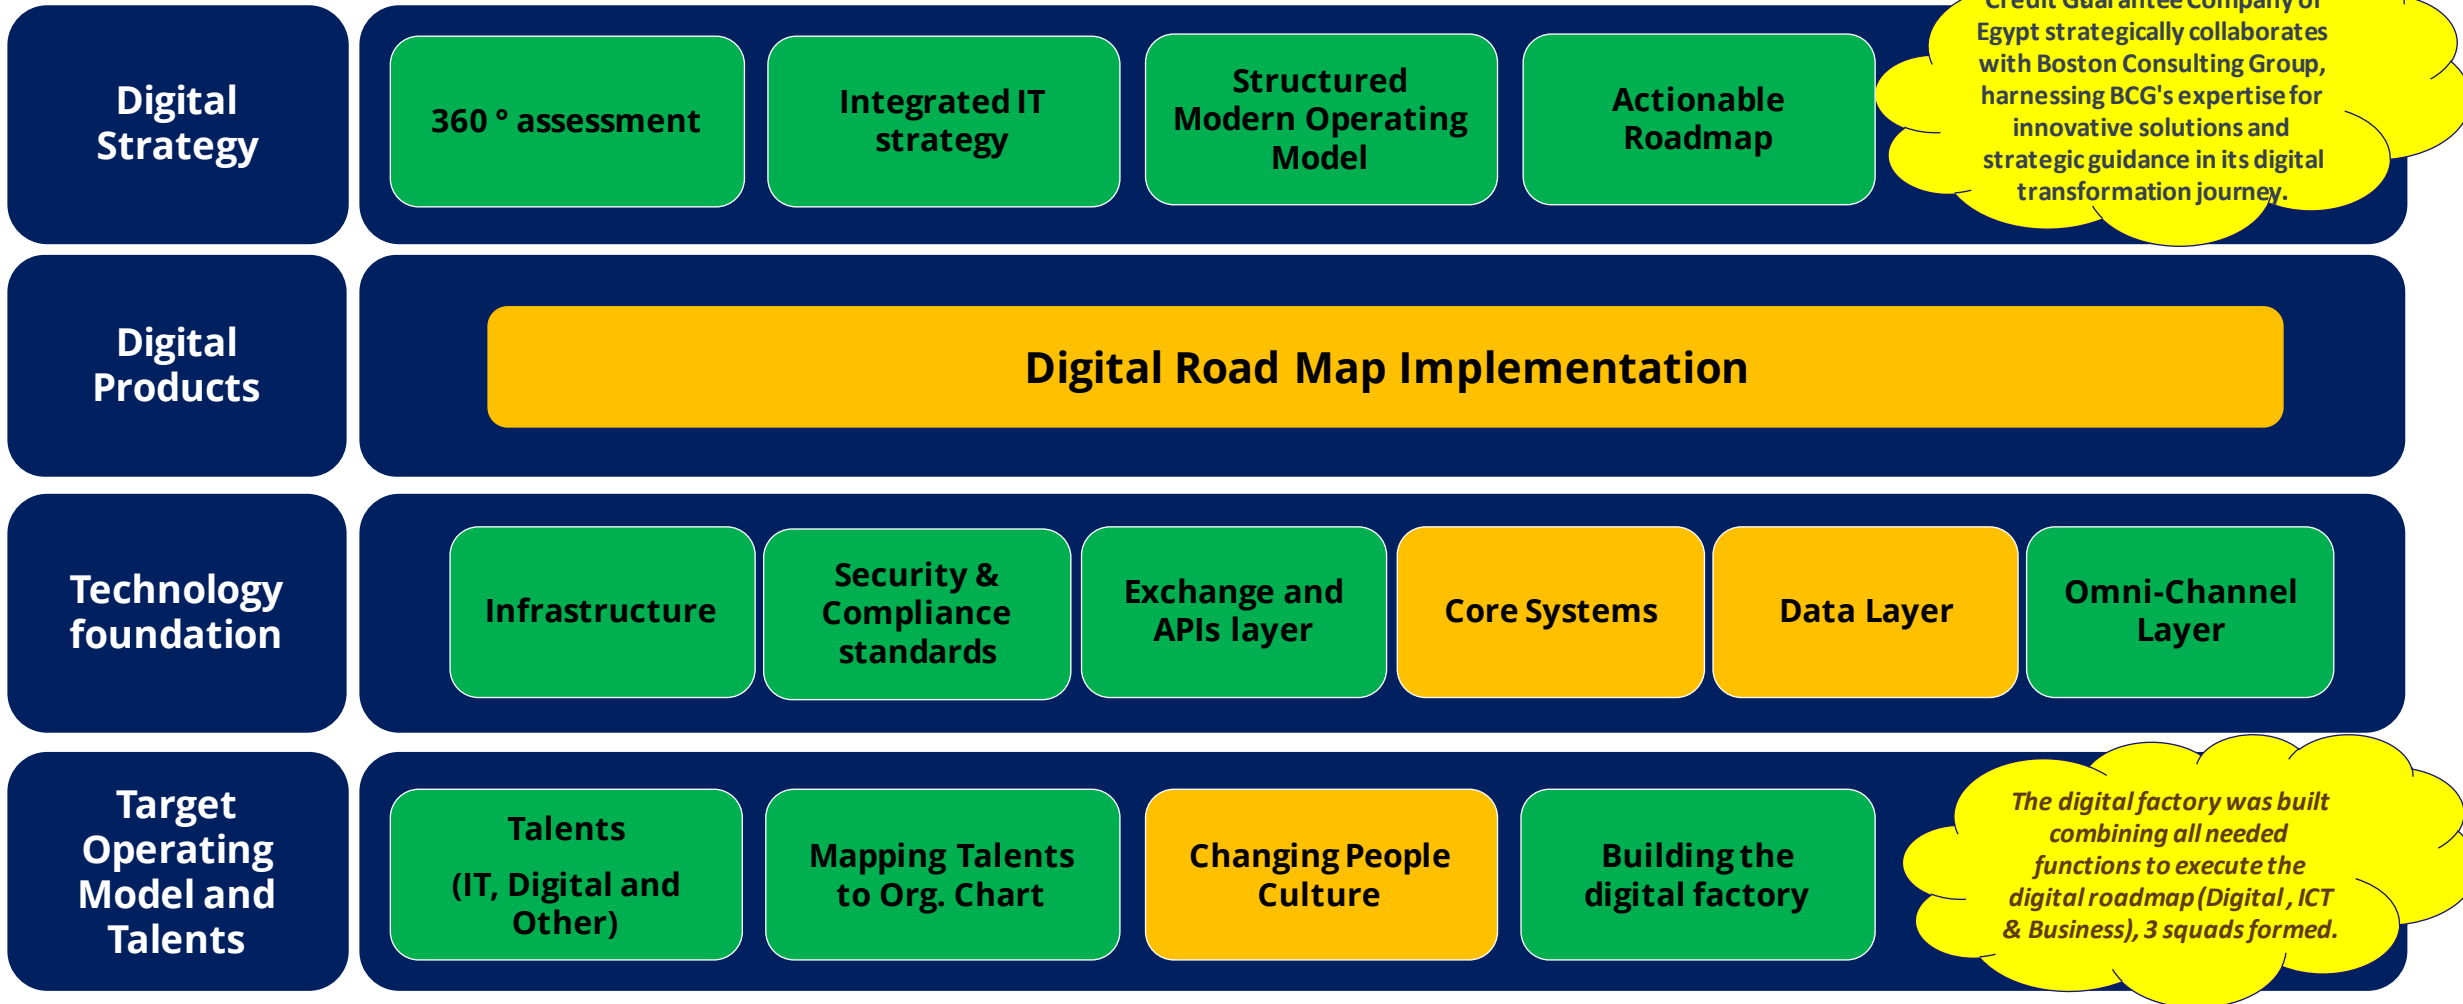 Digital
Strategy
360 ° assessment
Integrated IT
strategy
Structured
Modern Operating
Model
Actionable
Roadmap
Credit Guarantee Company of
Egypt strategically collaborates
with Boston Consulting Group,
harnessing BCG's expertise for
innovative solutions and
strategic guidance in its digital
transformation journey.
Digital
Products
Digital Road Map Implementation
Technology
foundation
Infrastructure
Security &
Compliance
standards
Exchange and
APIs layer
Core Systems
Data Layer
Omni-Channel
Layer
Target
Operating
Model and
Talents
Talents
(IT, Digital and
Other)
Mapping Talents
to Org. Chart
Changing People
Culture
Building the
digital factory
The digital factory was built
combining all needed
functions to execute the
digital roadmap (Digital , ICT
& Business), 3 squads formed.